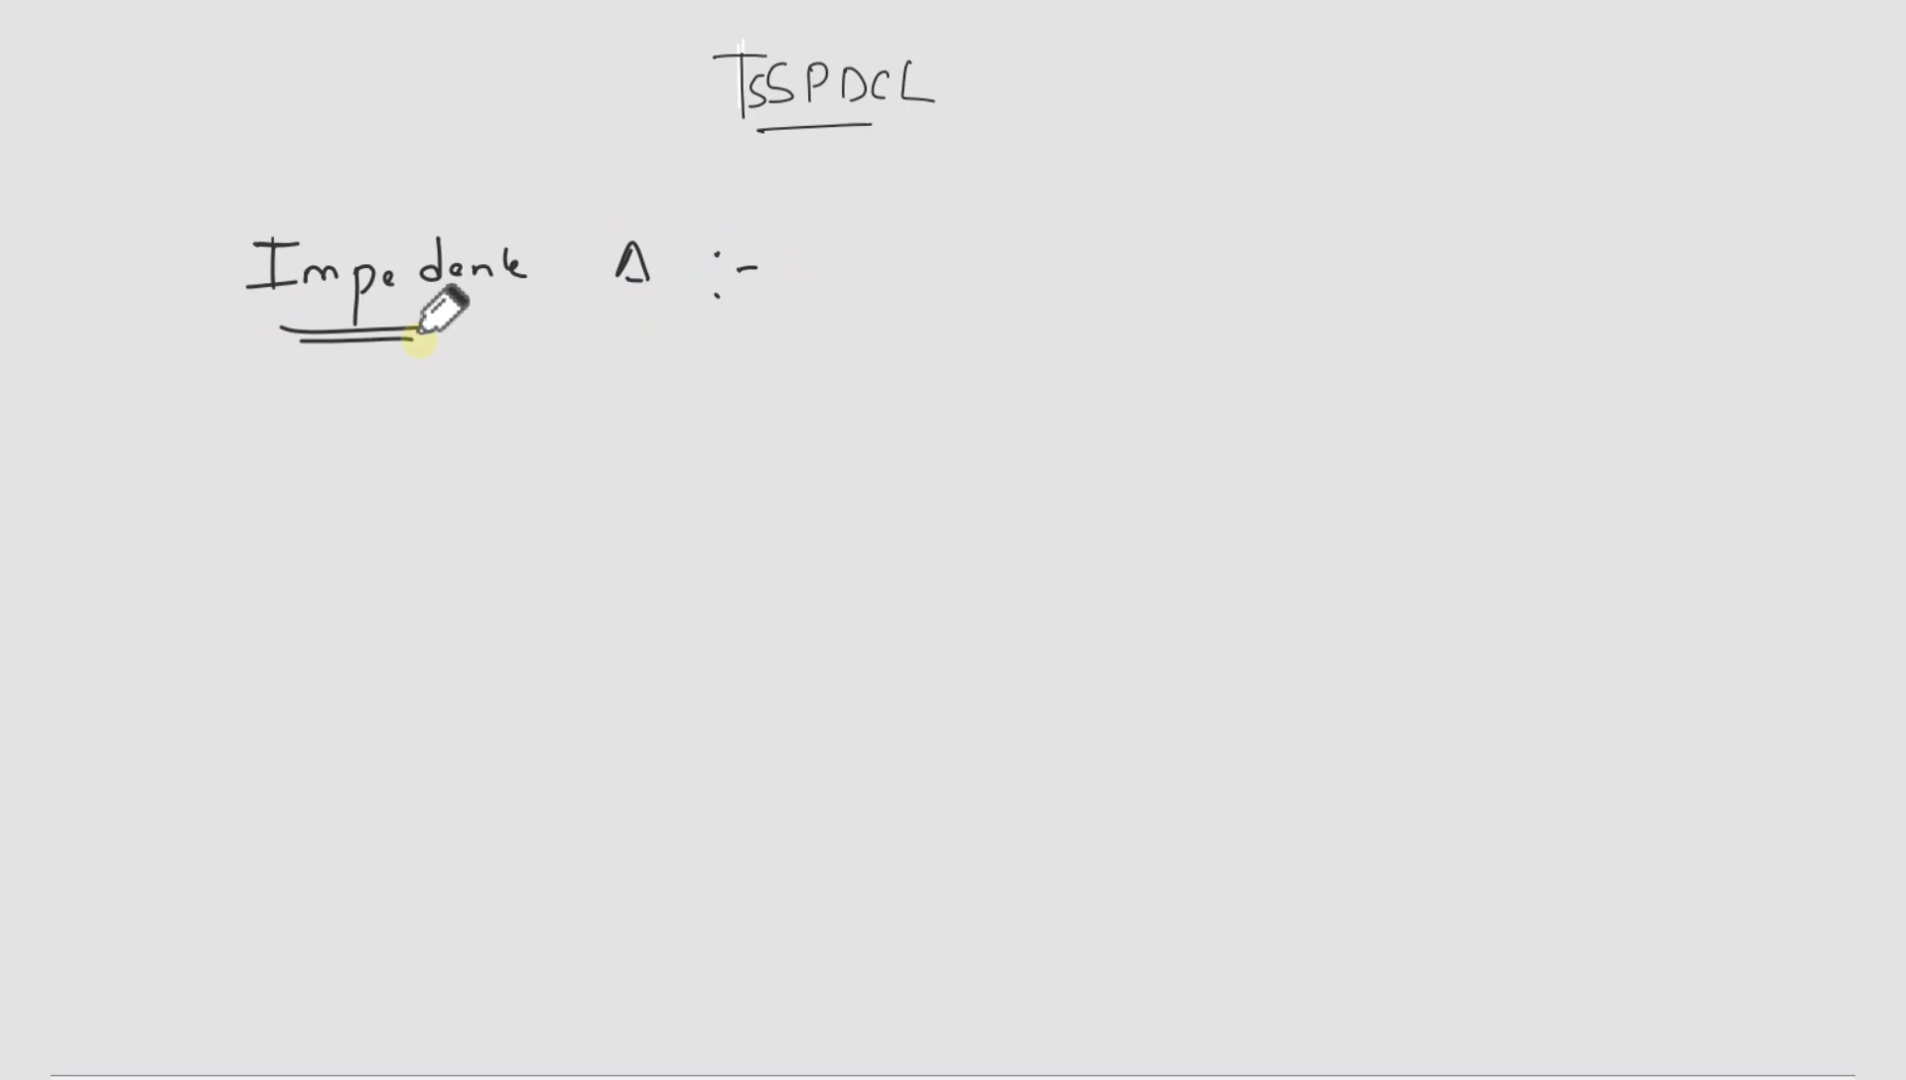 TSSPDCL
Impedence Δ :-